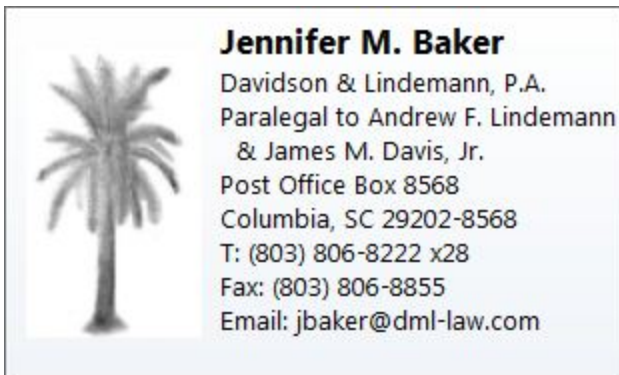 Jennifer M. Baker
Davidson & Lindemann, P.A.
Paralegal to Andrew F. Lindemann
& James M. Davis, Jr.
Post Office Box 8568
Columbia, SC 29202-8568
T: (803) 806-8222 x28
Fax: (803) 806-8855
Email: jbaker@dml-law.com